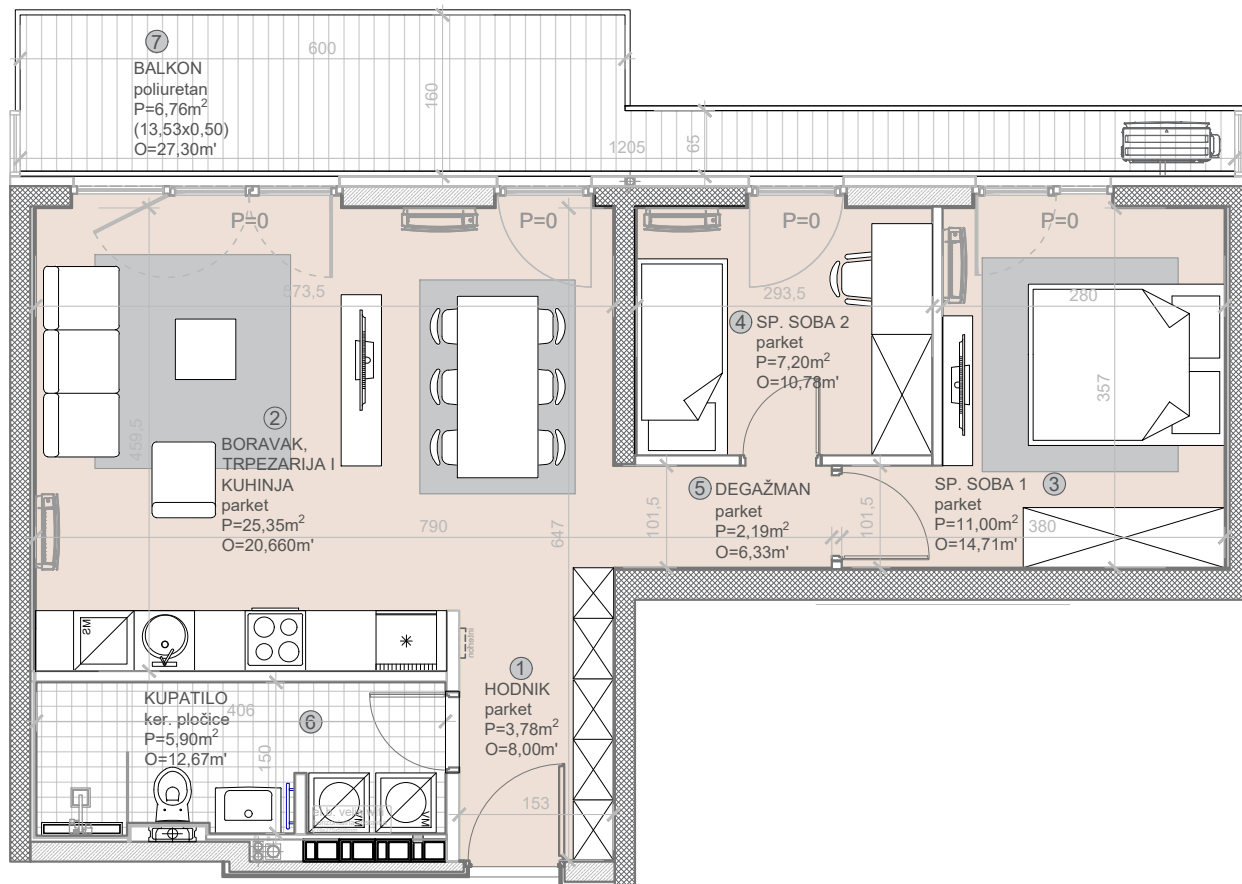 7
BALKON
poliuretan
P=6,76m²
(13,53x0,50)
O=27,30m'
600
160
1205
65
P=0
P=0
P=0
P=0
573,5
293,5
280
4
SP. SOBA 2
parket
P=7,20m²
O=10,78m'
357
459,5
2
BORAVAK,
TRPEZARIJA I
KUHINJA
parket
P=25,35m²
O=20,660m'
5
DEGAŽMAN
parket
P=2,19m²
O=6,33m'
SP. SOBA 1
3
parket
P=11,00m²
O=14,71m'
790
647
101,5
101,5
380
SM
1
HODNIK
parket
P=3,78m²
O=8,00m'
KUPATILO
ker. pločice
P=5,90m²
O=12,67m'
406
6
150
153
VM
VM